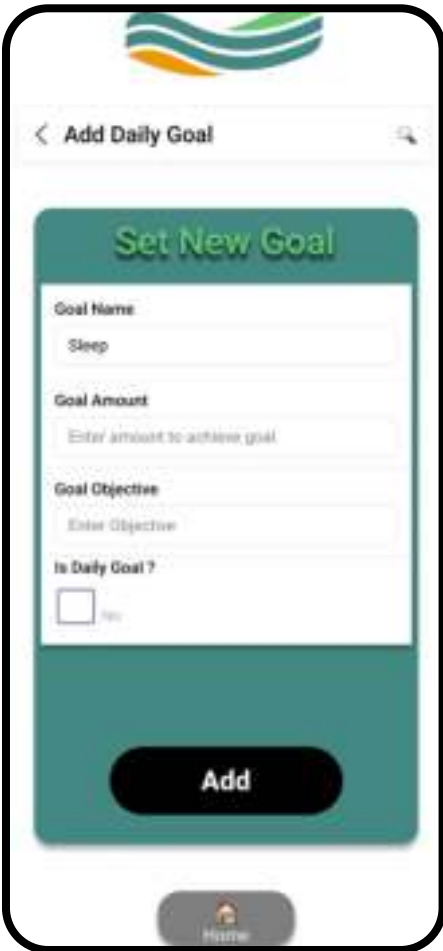 Add Daily Goal
Set New Goal
Goal Name
Sleep
Goal Amount
Enter amount to achieve goal
Goal Objective
Enter Objective
Is Daily Goal ?
No
Add
Home